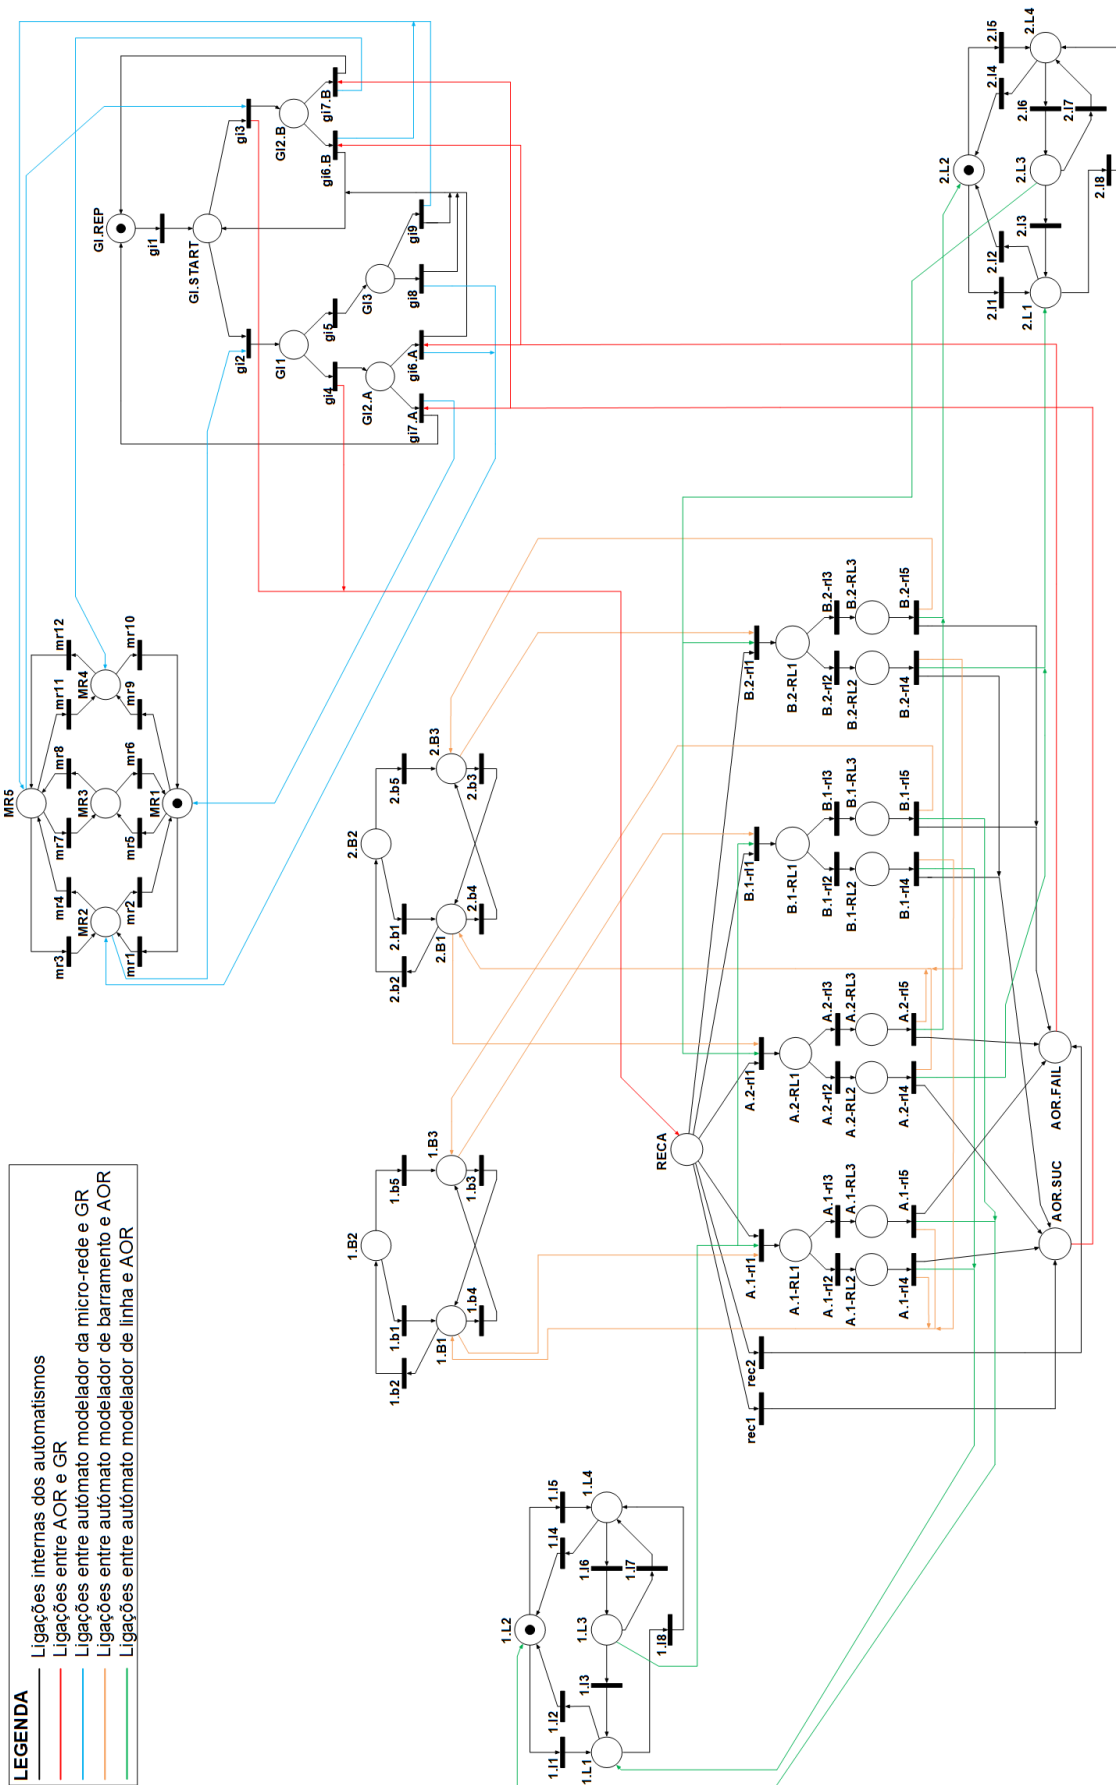 LEGENDA
Ligações internas dos automatismos
Ligações entre AOR e GR
Ligações entre autómato modelador da micro-rede e GR
Ligações entre autómato modelador de barramento e AOR
Ligações entre autómato modelador de linha e AOR
MR5
mr3
mr4
mr7
mr8
mr11
mr12
MR2
MR3
MR4
mr1
mr2
mr5
mr6
mr9
mr10
MR1
GI.REP
gi1
GI.START
gi2
gi3
GI1
GI2.B
gi4
gi5
gi6.B
gi7.B
GI2.A
GI3
gi7.A
gi6.A
gi8
gi9
1.B2
1.b2
1.b1
1.b5
1.B1
1.B3
1.b4
1.b3
2.B2
2.b2
2.b1
2.b5
2.B1
2.B3
2.b4
2.b3
1.L2
1.l1
1.l2
1.l4
1.l5
1.L1
1.l3
1.L3
1.l6
1.L4
1.l7
1.l8
2.L2
2.l1
2.l2
2.l4
2.l5
2.L1
2.l3
2.L3
2.l6
2.L4
2.l7
2.l8
RECA
rec1
rec2
A.1-rl1
A.2-rl1
B.1-rl1
B.2-rl1
A.1-RL1
A.2-RL1
B.1-RL1
B.2-RL1
A.1-rl2
A.1-rl3
A.2-rl2
A.2-rl3
B.1-rl2
B.1-rl3
B.2-rl2
B.2-rl3
A.1-RL2
A.1-RL3
A.2-RL2
A.2-RL3
B.1-RL2
B.1-RL3
B.2-RL2
B.2-RL3
A.1-rl4
A.1-rl5
A.2-rl4
A.2-rl5
B.1-rl4
B.1-rl5
B.2-rl4
B.2-rl5
AOR.SUC
AOR.FAIL